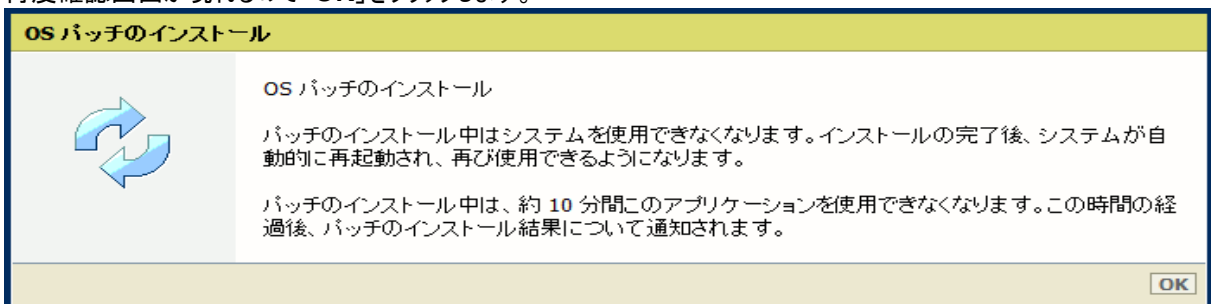 OS パッチのインストール
OS パッチのインストール
パッチのインストール中はシステムを使用できなくなります。インストールの完了後、システムが自
動的に再起動され、再び使用できるようになります。
パッチのインストール中は、約 10 分間このアプリケーションを使用できなくなります。この時間の経
過後、パッチのインストール結果について通知されます。
OK